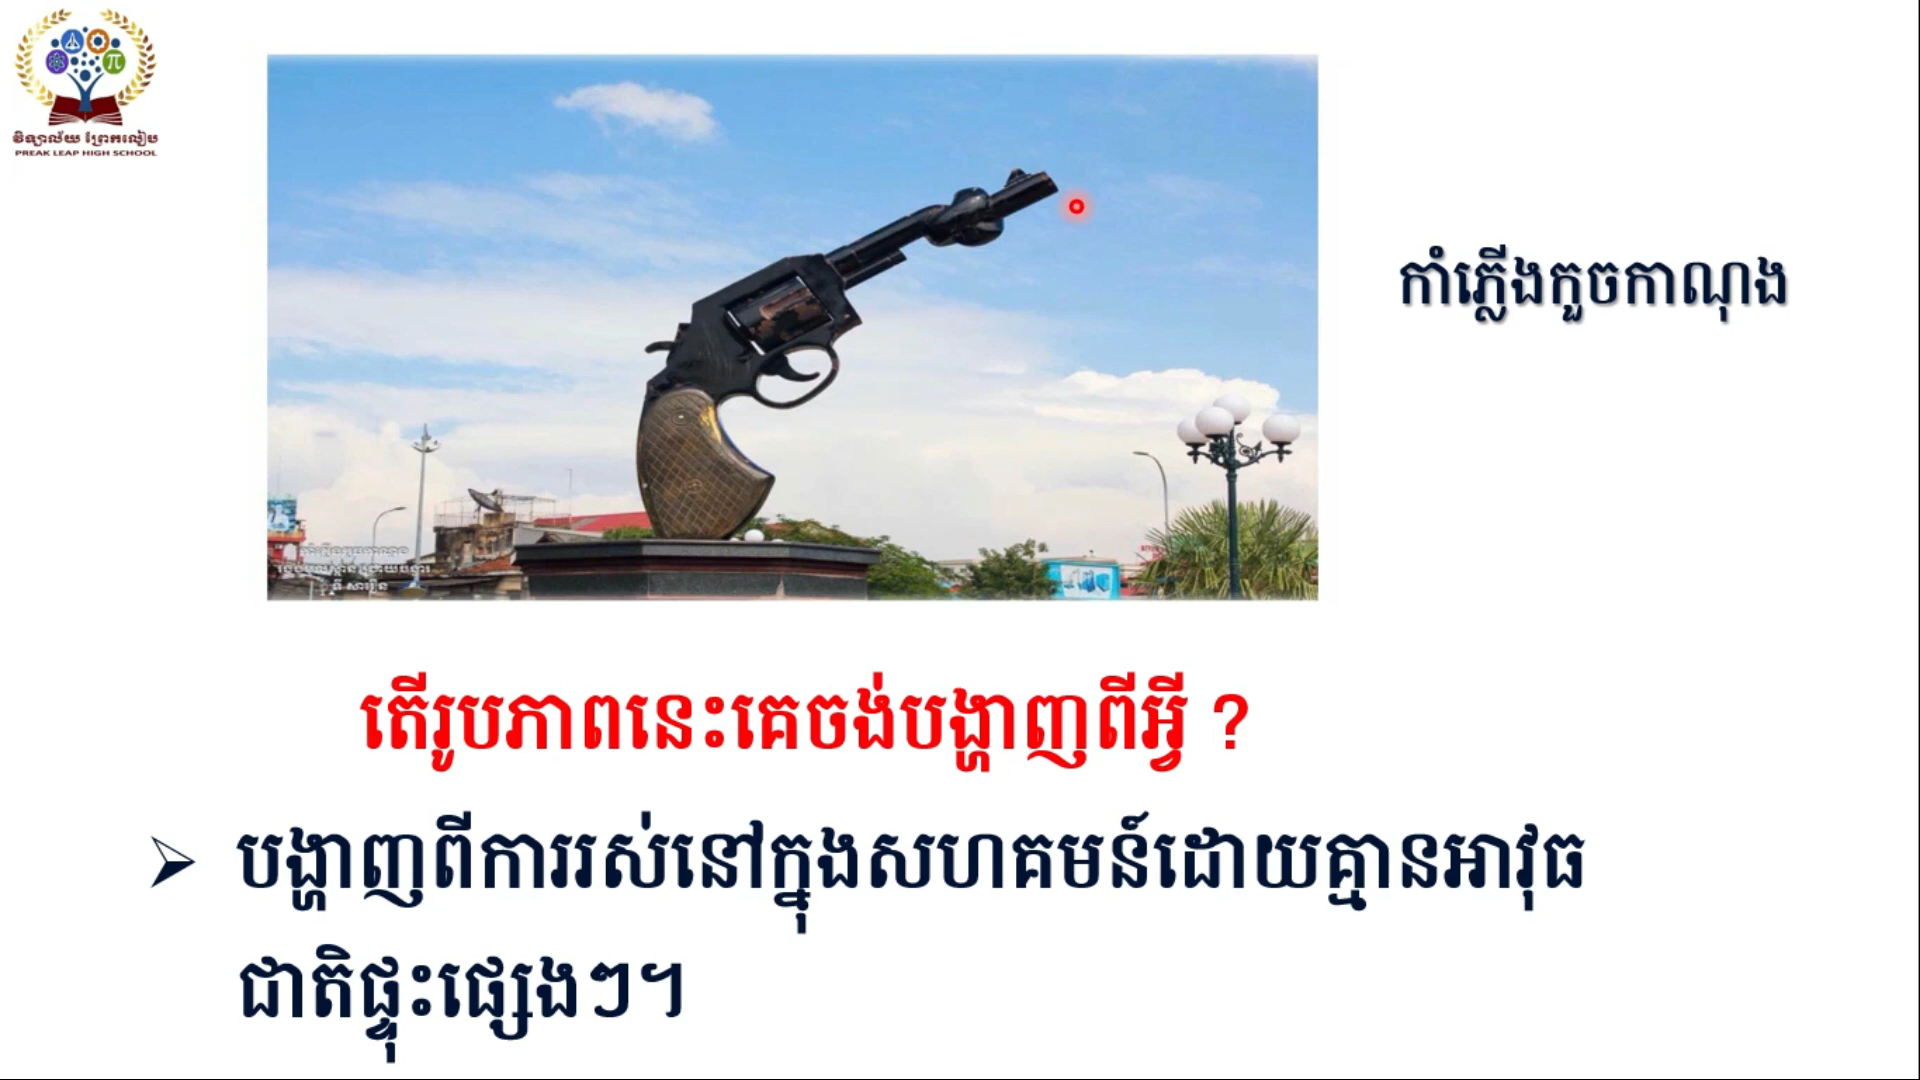 វិទ្យាល័យ ព្រែកលៀប
PREAK LEAP HIGH SCHOOL
កាំភ្លើងកួចកាណុង
តើរូបភាពនេះគេចង់បង្ហាញពីអ្វី ?
➢ បង្ហាញពីការរស់នៅក្នុងសហគមន៍ដោយគ្មានអាវុធ
ជាតិផ្ទុះផ្សេងៗ។